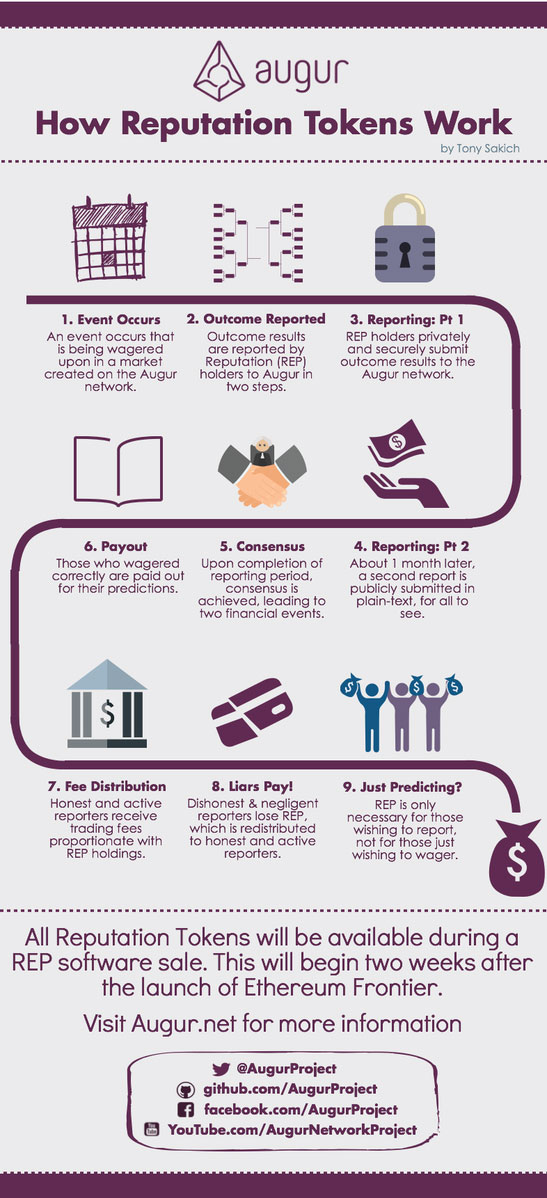 augur
How Reputation Tokens Work
by Tony Sakich
1. Event Occurs
An event occurs that
is being wagered
upon in a market
created on the Augur
network.
2. Outcome Reported
Outcome results
are reported by
Reputation (REP)
holders to Augur in
two steps.
3. Reporting: Pt 1
REP holders privately
and securely submit
outcome results to the
Augur network.
$
4. Reporting: Pt 2
About 1 month later,
a second report is
publicly submitted in
plain-text, for all to
see.
5. Consensus
Upon completion of
reporting period,
consensus is
achieved, leading to
two financial events.
6. Payout
Those who wagered
correctly are paid out
for their predictions.
$
7. Fee Distribution
Honest and active
reporters receive
trading fees
proportionate with
REP holdings.
8. Liars Pay!
Dishonest & negligent
reporters lose REP,
which is redistributed
to honest and active
reporters.
$ $ $
9. Just Predicting?
REP is only
necessary for those
wishing to report,
not for those just
wishing to wager.
$
All Reputation Tokens will be available during a
REP software sale. This will begin two weeks after
the launch of Ethereum Frontier.
Visit Augur.net for more information
@AugurProject
github.com/AugurProject
facebook.com/AugurProject
YouTube.com/AugurNetworkProject